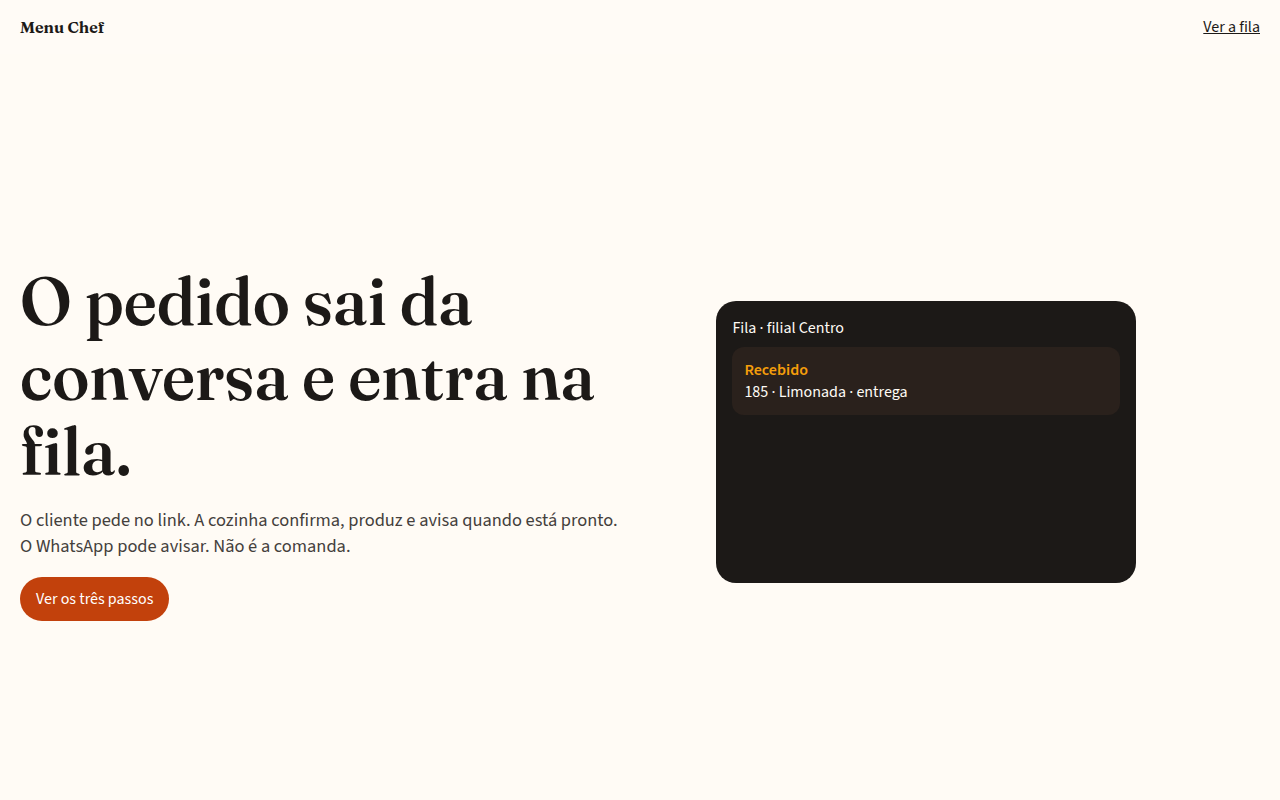 Menu Chef
Ver a fila
O pedido sai da
conversa e entra na
fila.
O cliente pede no link. A cozinha confirma, produz e avisa quando está pronto.
O WhatsApp pode avisar. Não é a comanda.
Ver os três passos
Fila · filial Centro
Recebido
185 · Limonada · entrega